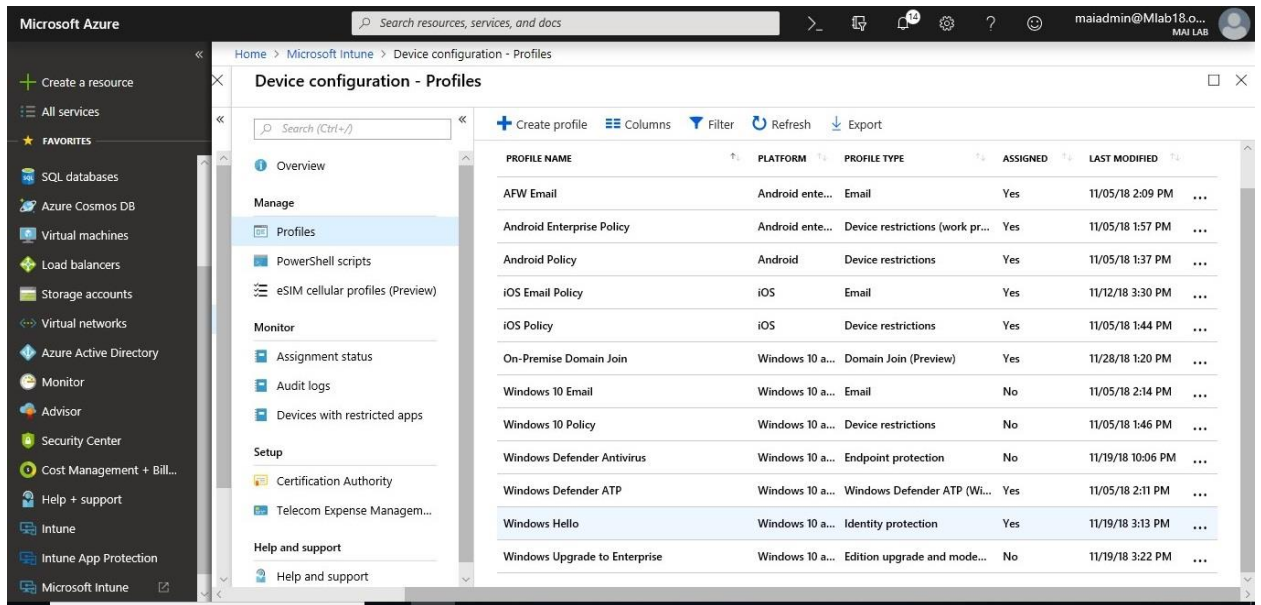 Microsoft Azure
Search resources, services, and docs
14
maiadmin@Mlab18.o...
MAI LAB
Home > Microsoft Intune > Device configuration - Profiles
Create a resource
All services
FAVORITES
SQL databases
Azure Cosmos DB
Virtual machines
Load balancers
Storage accounts
Virtual networks
Azure Active Directory
Monitor
Advisor
Security Center
Cost Management + Bill...
Help + support
Intune
Intune App Protection
Microsoft Intune
Device configuration - Profiles
Search (Ctrl+/)
Overview
Manage
Profiles
PowerShell scripts
eSIM cellular profiles (Preview)
Monitor
Assignment status
Audit logs
Devices with restricted apps
Setup
Certification Authority
Telecom Expense Managem...
Help and support
Help and support
Create profile Columns Filter Refresh Export
PROFILE NAME PLATFORM PROFILE TYPE ASSIGNED LAST MODIFIED
AFW Email Android ente... Email Yes 11/05/18 2:09 PM ...
Android Enterprise Policy Android ente... Device restrictions (work pr... Yes 11/05/18 1:57 PM ...
Android Policy Android Device restrictions Yes 11/05/18 1:37 PM ...
iOS Email Policy iOS Email Yes 11/12/18 3:30 PM ...
iOS Policy iOS Device restrictions Yes 11/05/18 1:44 PM ...
On-Premise Domain Join Windows 10 a... Domain Join (Preview) Yes 11/28/18 1:20 PM ...
Windows 10 Email Windows 10 a... Email No 11/05/18 2:14 PM ...
Windows 10 Policy Windows 10 a... Device restrictions No 11/05/18 1:46 PM ...
Windows Defender Antivirus Windows 10 a... Endpoint protection No 11/19/18 10:06 PM ...
Windows Defender ATP Windows 10 a... Windows Defender ATP (Wi... Yes 11/05/18 2:11 PM ...
Windows Hello Windows 10 a... Identity protection Yes 11/19/18 3:13 PM ...
Windows Upgrade to Enterprise Windows 10 a... Edition upgrade and mode... No 11/19/18 3:22 PM ...